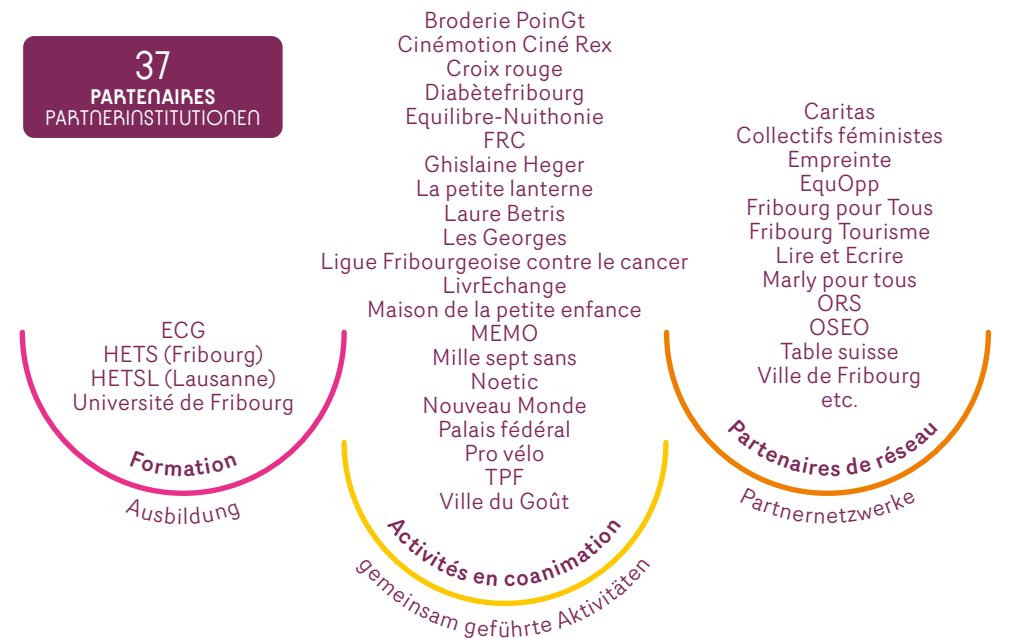 37
PARTENAIRES
PARTNERINSTITUTIONEN
ECG
HETS (Fribourg)
HETSL (Lausanne)
Université de Fribourg
Formation
Ausbildung
Broderie PoinGt
Cinémotion Ciné Rex
Croix rouge
Diabètefribourg
Equilibre-Nuithonie
FRC
Ghislaine Heger
La petite lanterne
Laure Betris
Les Georges
Ligue Fribourgeoise contre le cancer
LivrEchange
Maison de la petite enfance
MEMO
Mille sept sans
Noetic
Nouveau Monde
Palais fédéral
Pro vélo
TPF
Ville du Goût
Activités en coanimation
gemeinsam geführte Aktivitäten
Caritas
Collectifs féministes
Empreinte
EquOpp
Fribourg pour Tous
Fribourg Tourisme
Lire et Ecrire
Marly pour tous
ORS
OSEO
Table suisse
Ville de Fribourg
etc.
Partenaires de réseau
Partnernetzwerke